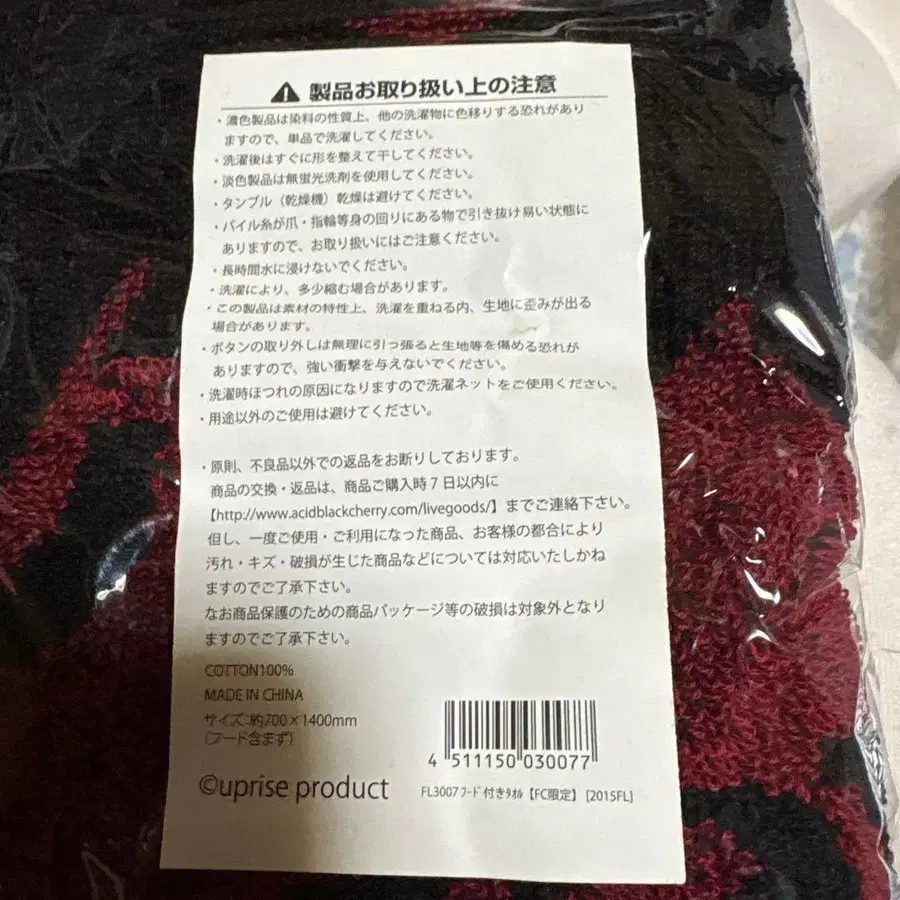 ⚠ 製品お取り扱い上の注意
・濃色製品は染料の性質上、他の洗濯物に色移りする恐れがあり
ますので、単品で洗濯してください。
・洗濯後はすぐに形を整えて干してください。
・淡色製品は無蛍光洗剤を使用してください。
・タンブル（乾燥機）乾燥は避けてください。
・パイル糸が爪・指輪等身の回りにある物で引き抜け易い状態に
ありますので、お取り扱いにはご注意ください。
・長時間水に浸けないでください。
・洗濯により、多少縮む場合があります。
・この製品は素材の特性上、洗濯を重ねる内、生地に歪みが出る
場合があります。
・ボタンの取り外しは無理に引っ張ると生地等を傷める恐れが
ありますので、強い衝撃を与えないでください。
・洗濯時ほつれの原因になりますので洗濯ネットをご使用ください。
・用途以外のご使用は避けてください。
・原則、不良品以外での返品をお断りしております。
商品の交換・返品は、商品ご購入時７日以内に
【http://www.acidblackcherry.com/livegoods/】までご連絡下さい。
但し、一度ご使用・ご利用になった商品、お客様の都合により
汚れ・キズ・破損が生じた商品などについては対応いたしかね
ますのでご了承下さい。
なお商品保護のための商品パッケージ等の破損は対象外となり
ますのでご了承下さい。
COTTON100%
MADE IN CHINA
サイズ：約700×1400mm
（フード含まず）
4 511150 030077
©uprise product
FL3007 ﾌｰﾄﾞ付きﾀｵﾙ【FC限定】 [2015FL]